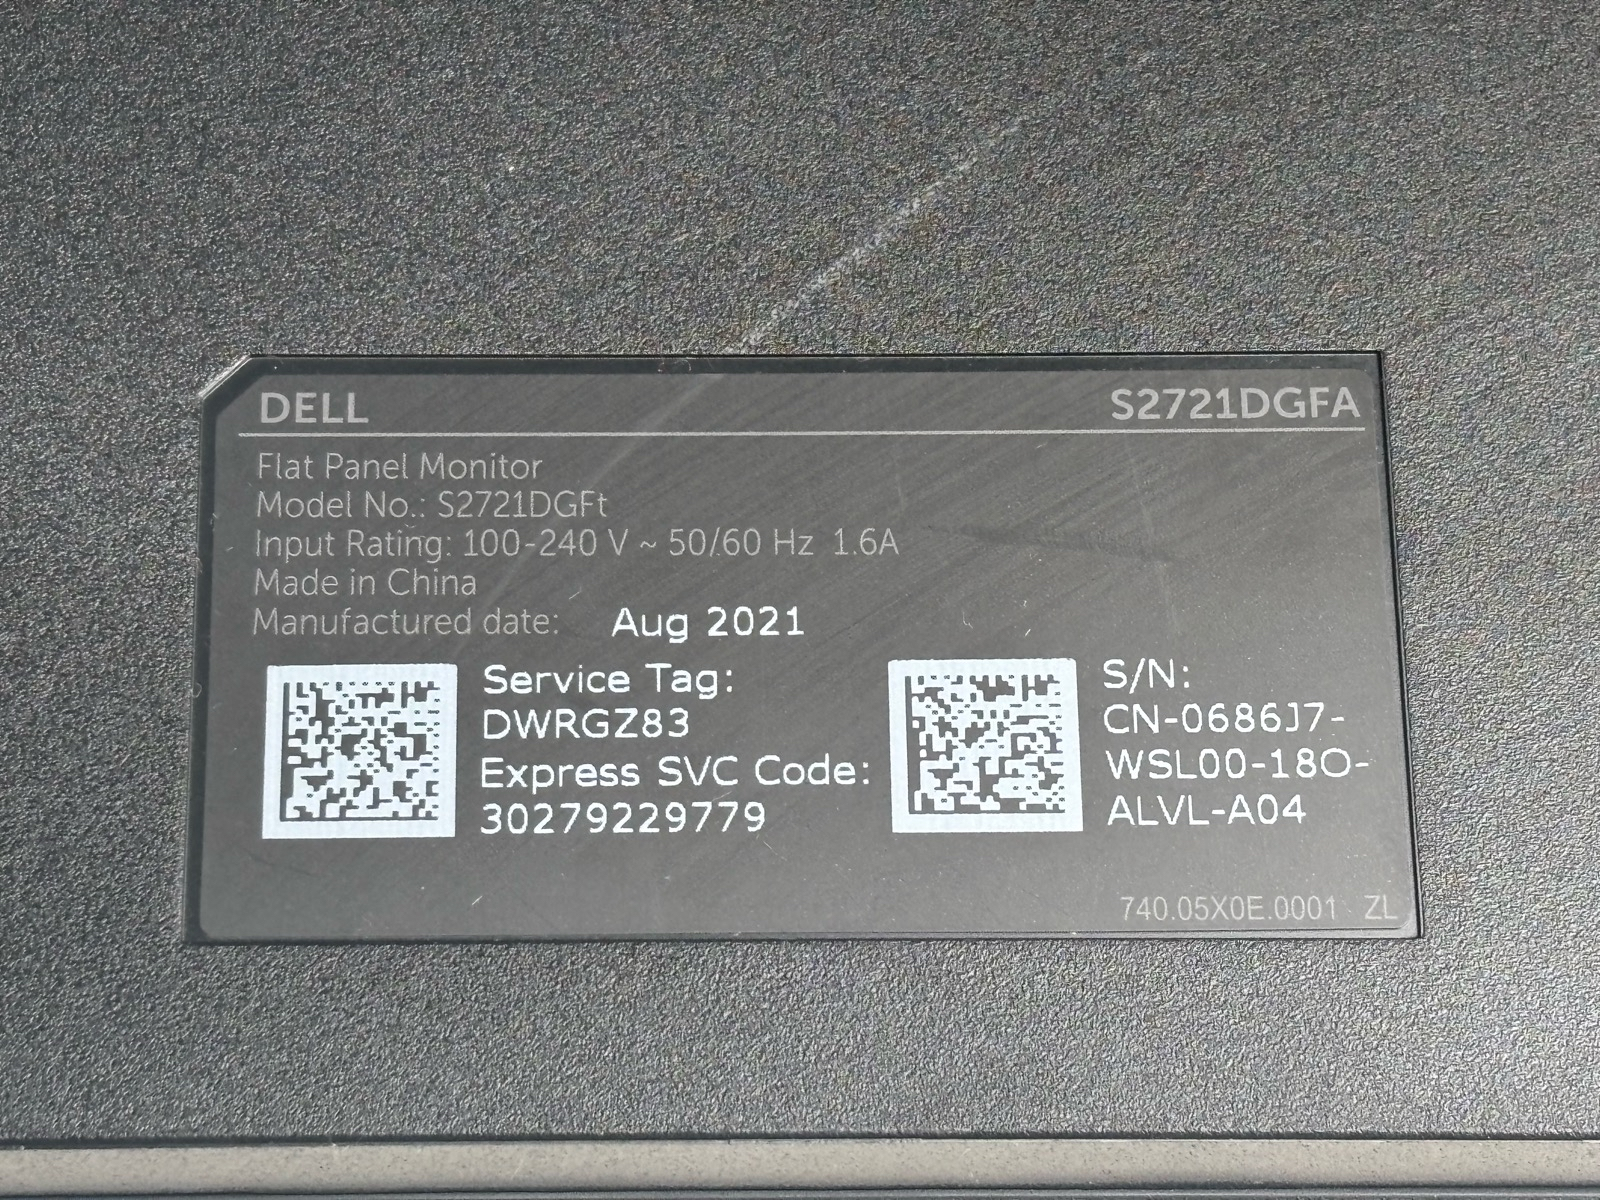 DELL S2721DGFA
Flat Panel Monitor
Model No.: S2721DGFt
Input Rating: 100-240 V ~ 50/60 Hz 1.6A
Made in China
Manufactured date: Aug 2021
Service Tag:
DWRGZ83
Express SVC Code:
30279229779
S/N:
CN-0686J7-
WSL00-18O-
ALVL-A04
740.05X0E.0001 ZL